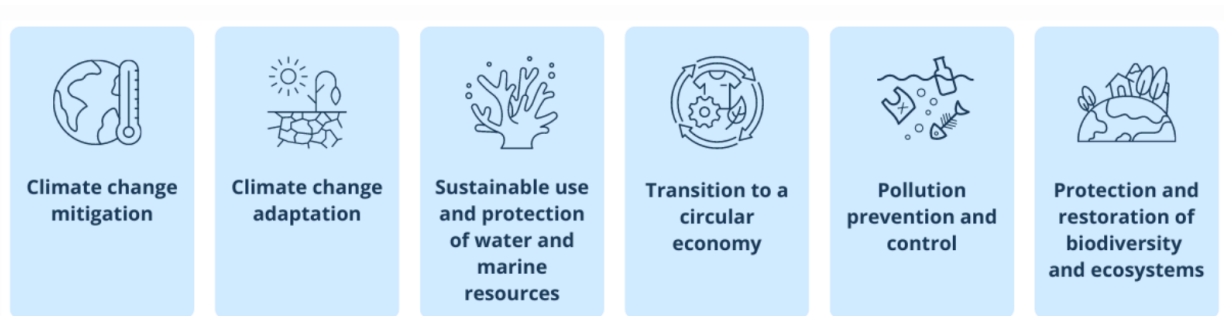 Climate change
mitigation
Climate change
adaptation
Sustainable use
and protection
of water and
marine
resources
Transition to a
circular
economy
Pollution
prevention and
control
Protection and
restoration of
biodiversity
and ecosystems